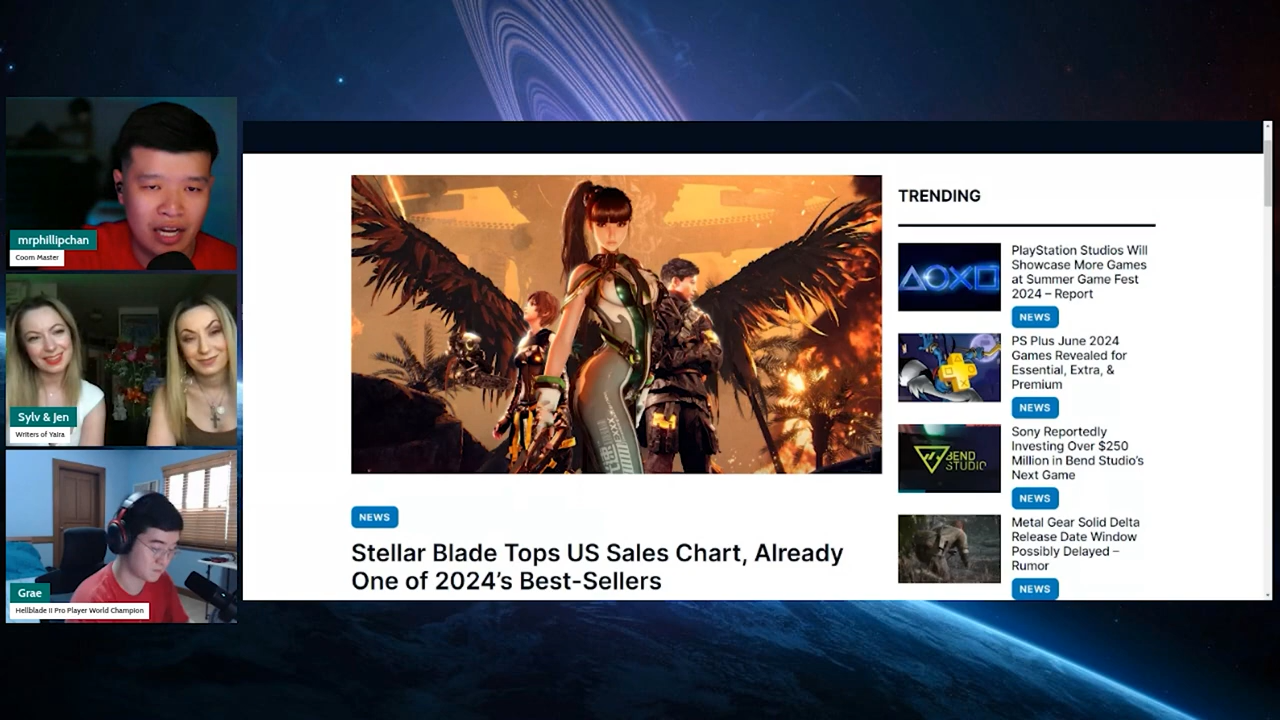 mrphillipchan
Coom Master
Sylv & Jen
Writers of Yaira
Grae
Hellblade II Pro Player World Champion
NEWS
Stellar Blade Tops US Sales Chart, Already
One of 2024's Best-Sellers
TRENDING
PlayStation Studios Will
Showcase More Games
at Summer Game Fest
2024 – Report
NEWS
PS Plus June 2024
Games Revealed for
Essential, Extra, &
Premium
NEWS
BEND
STUDIO
Sony Reportedly
Investing Over $250
Million in Bend Studio's
Next Game
NEWS
Metal Gear Solid Delta
Release Date Window
Possibly Delayed –
Rumor
NEWS